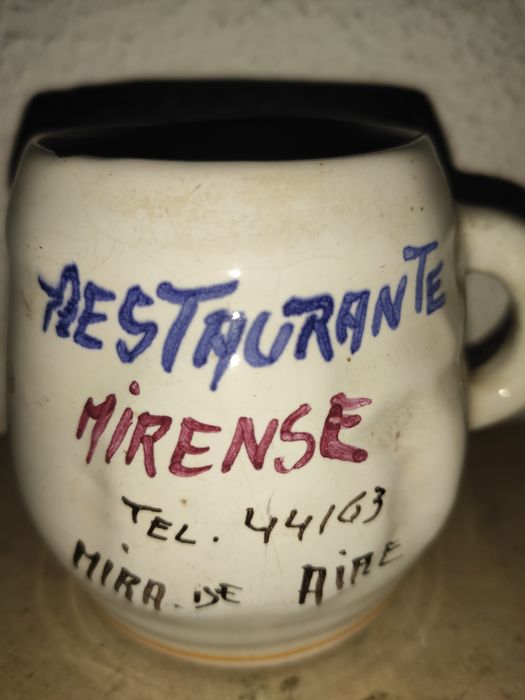 RESTAURANTE
MiRENSE
TEL. 44163
MiRA.DE AiRE